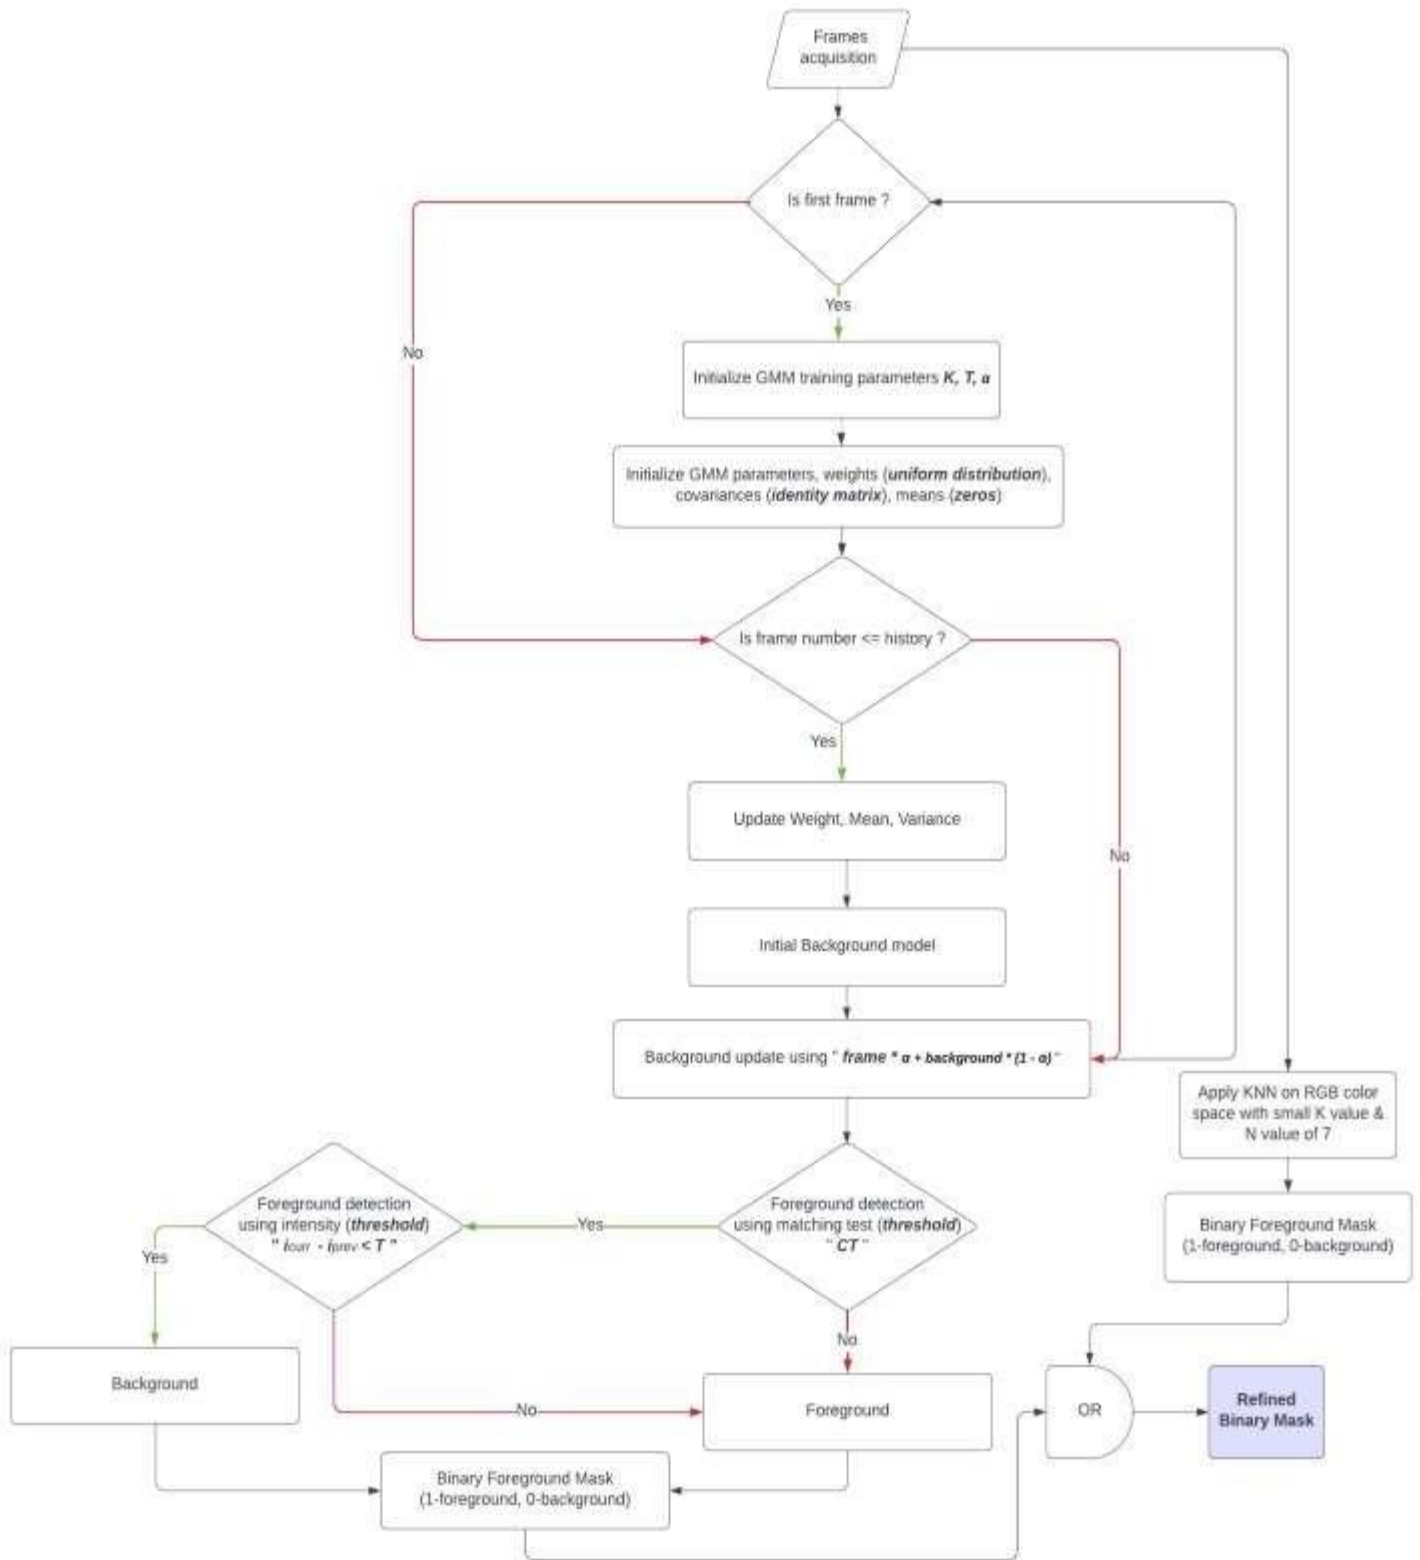 Frames
acquisition
Is first frame ?
Yes
No
Initialize GMM training parameters K, T, α
Initialize GMM parameters, weights (uniform distribution),
covariances (identity matrix), means (zeros)
Is frame number <= history ?
Yes
Update Weight, Mean, Variance
No
Initial Background model
Background update using " frame * α + background * (1 - α) "
Apply KNN on RGB color
space with small K value &
N value of 7
Foreground detection
using intensity (threshold)
" Icurr - Iprev < T "
Yes
Foreground detection
using matching test (threshold)
" CT "
Yes
Binary Foreground Mask
(1-foreground, 0-background)
No
Background
No
Foreground
OR
Refined
Binary Mask
Binary Foreground Mask
(1-foreground, 0-background)